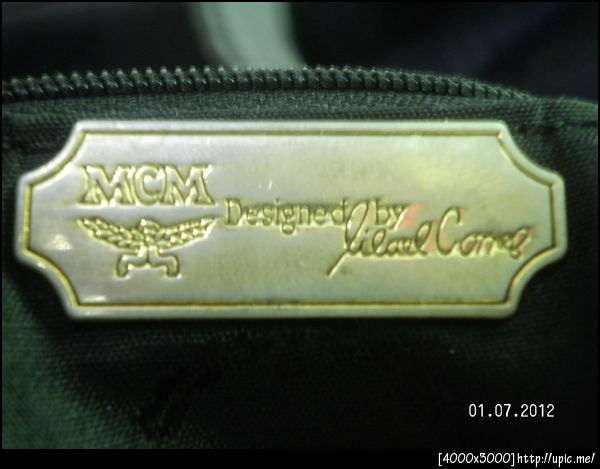 MCM
Designed by
01.07.2012
[4000x3000]http://upic.me/